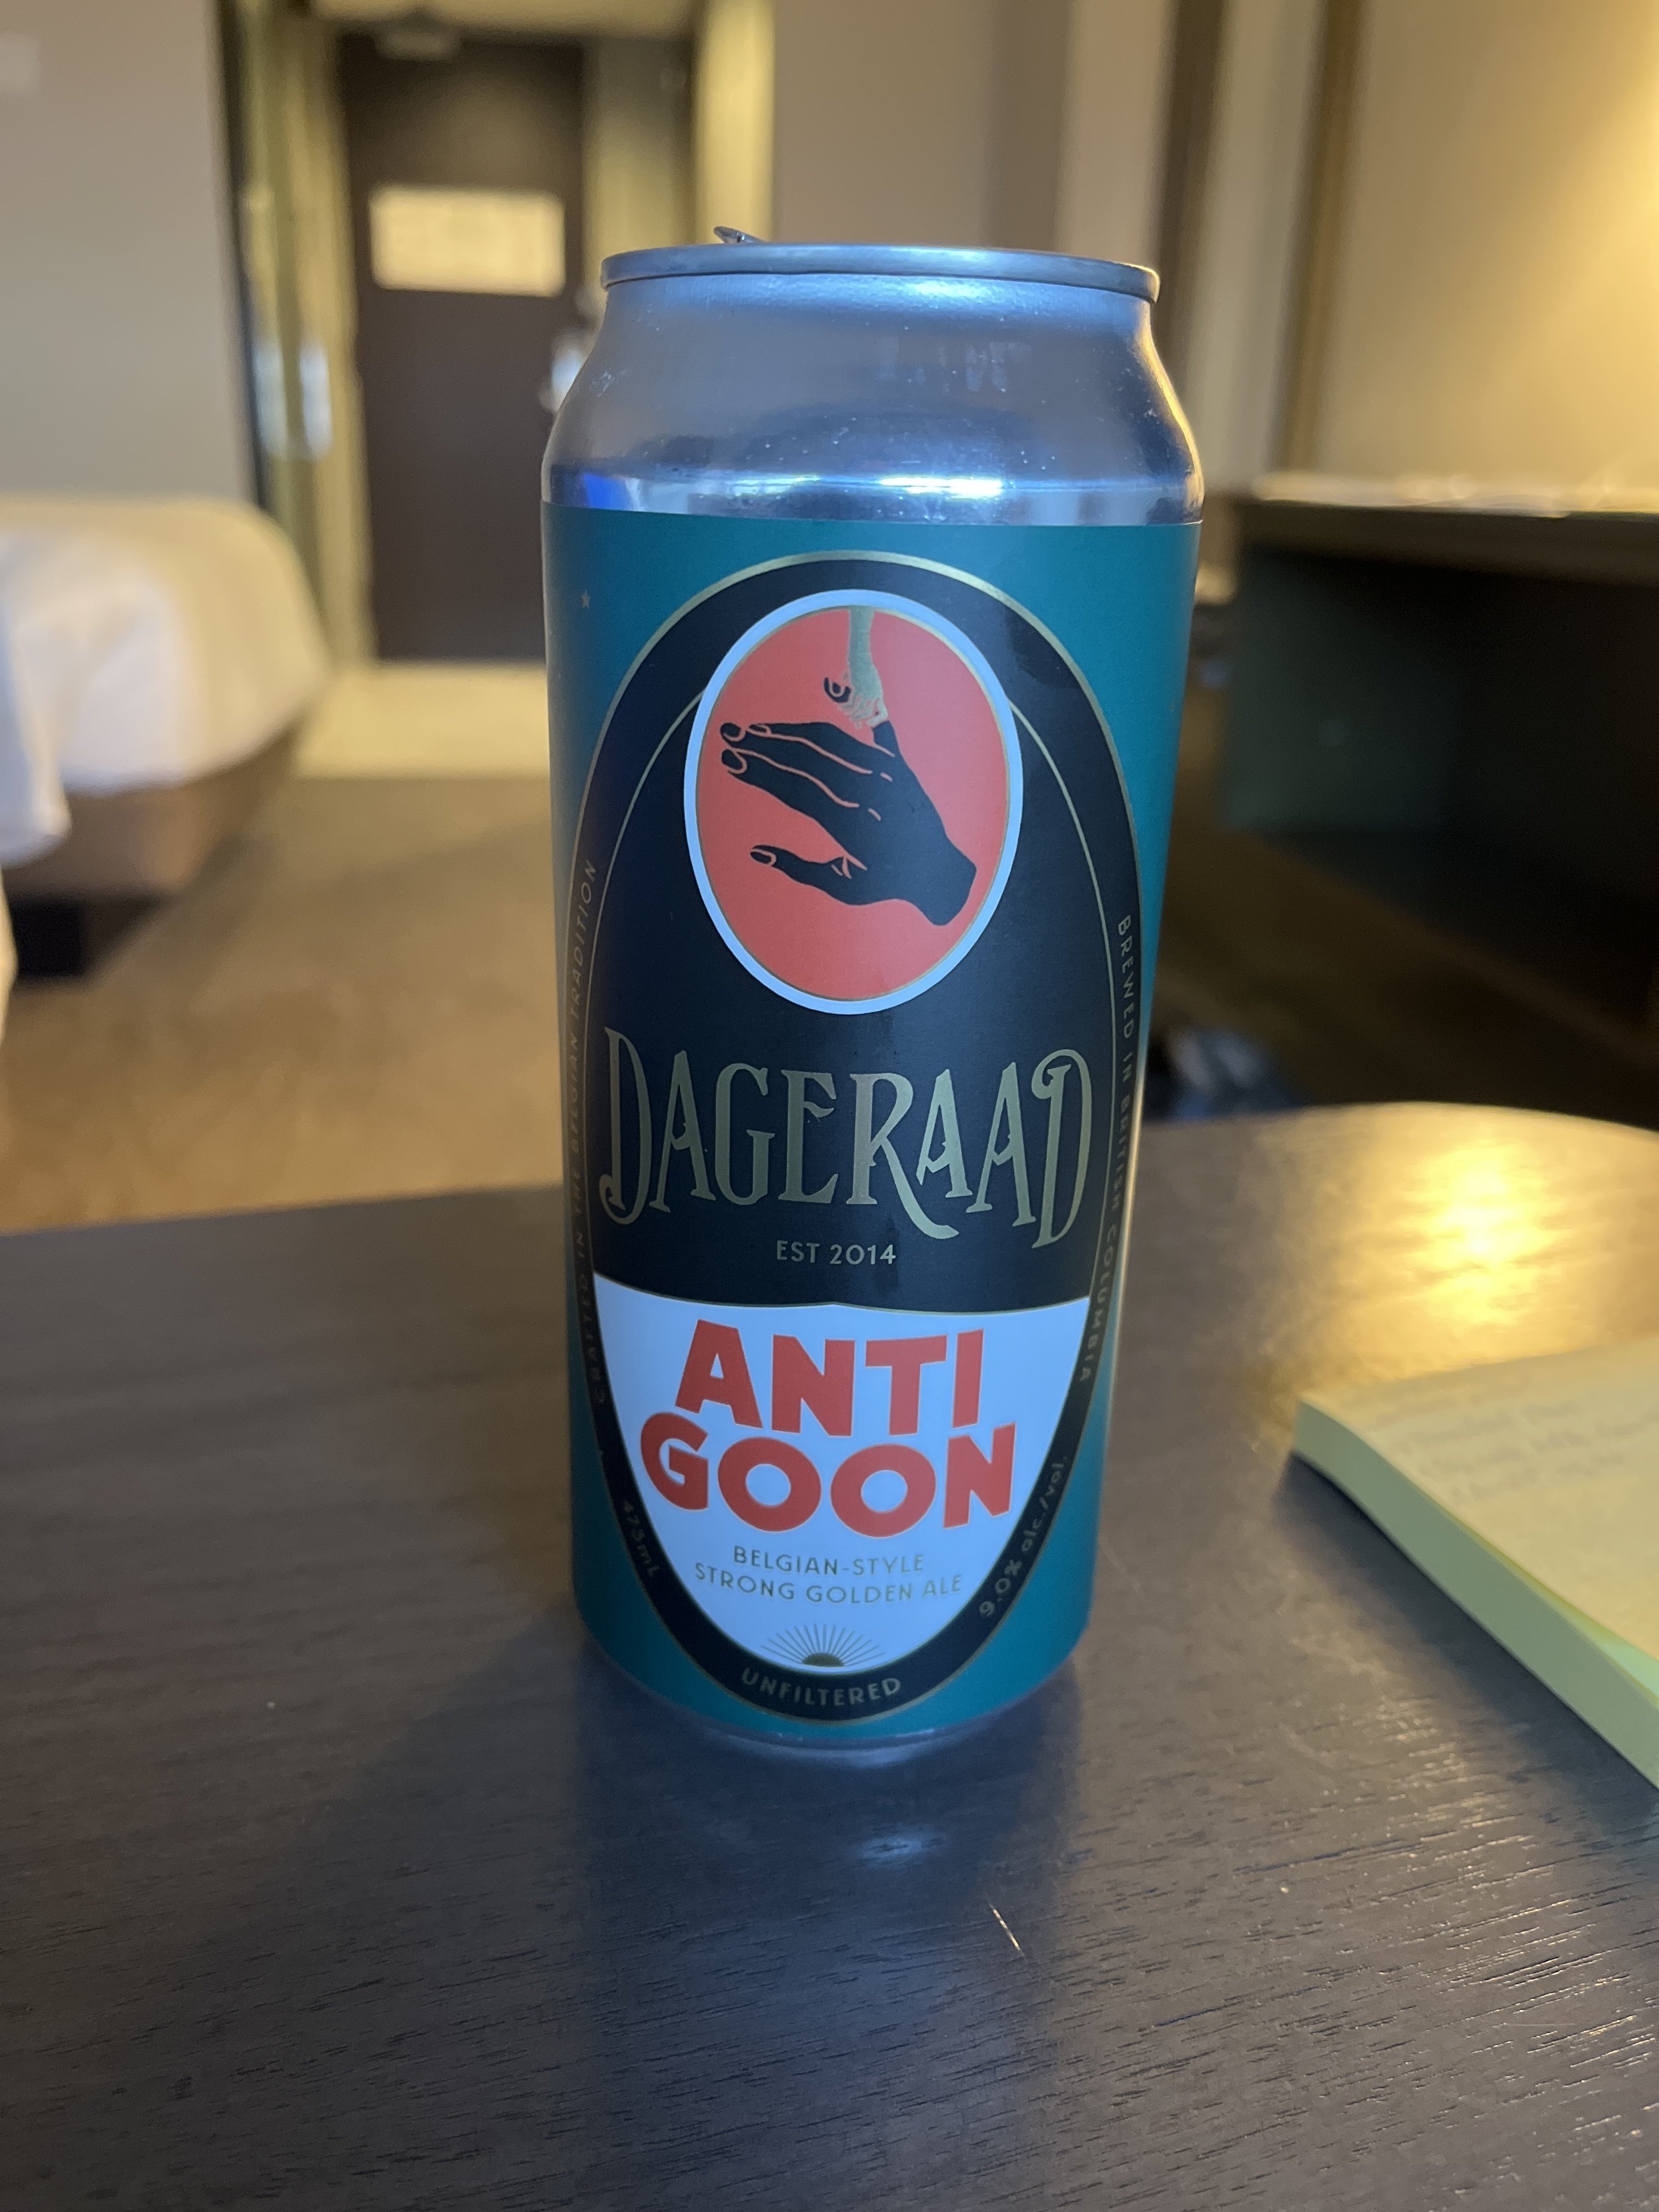 DAGERAAD
EST 2014
ANTI
GOON
BELGIAN-STYLE
STRONG GOLDEN ALE
UNFILTERED
CRAFTED IN THE BELGIAN TRADITION
BREWED IN BRITISH COLUMBIA
473mL
9.0% alc./vol.